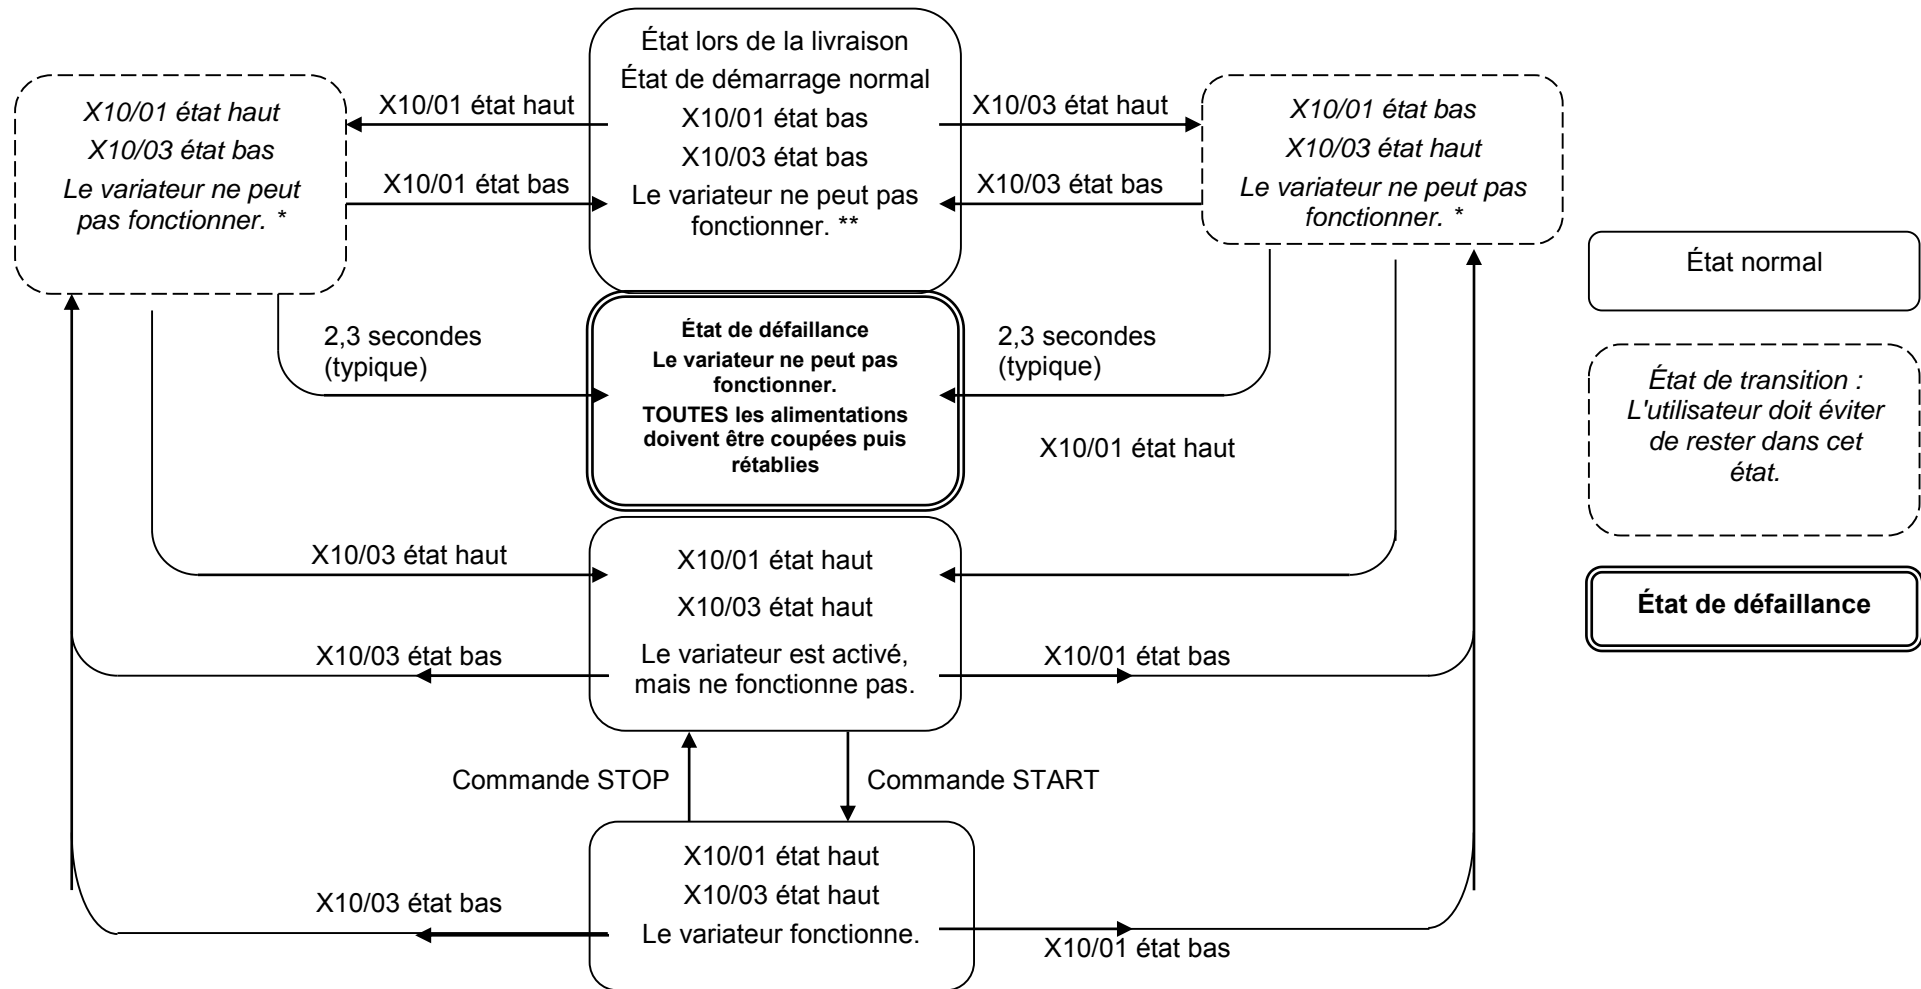 État lors de la livraison
État de démarrage normal
X10/01 état bas
X10/03 état bas
Le variateur ne peut pas
fonctionner. **
X10/01 état haut
X10/03 état bas
Le variateur ne peut
pas fonctionner. *
X10/01 état haut
X10/01 état bas
X10/03 état haut
X10/03 état bas
X10/01 état bas
X10/03 état haut
Le variateur ne peut pas
fonctionner. *
2,3 secondes
(typique)
État de défaillance
Le variateur ne peut pas
fonctionner.
TOUTES les alimentations
doivent être coupées puis
rétablies
2,3 secondes
(typique)
X10/01 état haut
X10/03 état haut
X10/01 état haut
X10/03 état haut
Le variateur est activé,
mais ne fonctionne pas.
X10/03 état bas
X10/01 état bas
Commande STOP
Commande START
X10/01 état haut
X10/03 état haut
Le variateur fonctionne.
X10/03 état bas
X10/01 état bas
État normal
État de transition :
L'utilisateur doit éviter
de rester dans cet
état.
État de défaillance